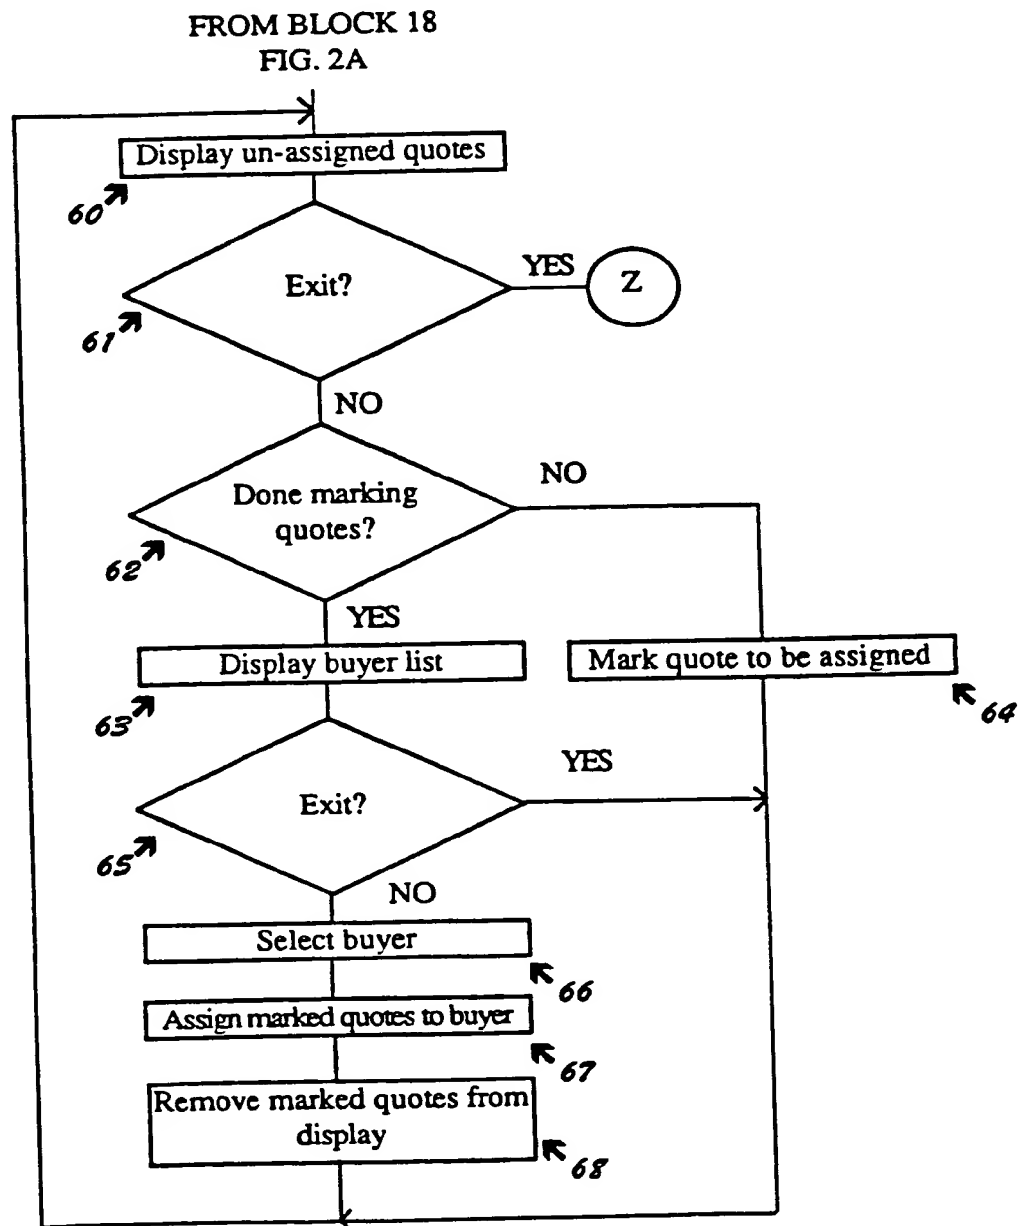 FROM BLOCK 18
FIG. 2A
Display un-assigned quotes
60
Exit?
YES
Z
61
NO
Done marking
quotes?
NO
62
YES
Display buyer list
Mark quote to be assigned
63
64
Exit?
YES
65
NO
Select buyer
66
Assign marked quotes to buyer
67
Remove marked quotes from
display
68